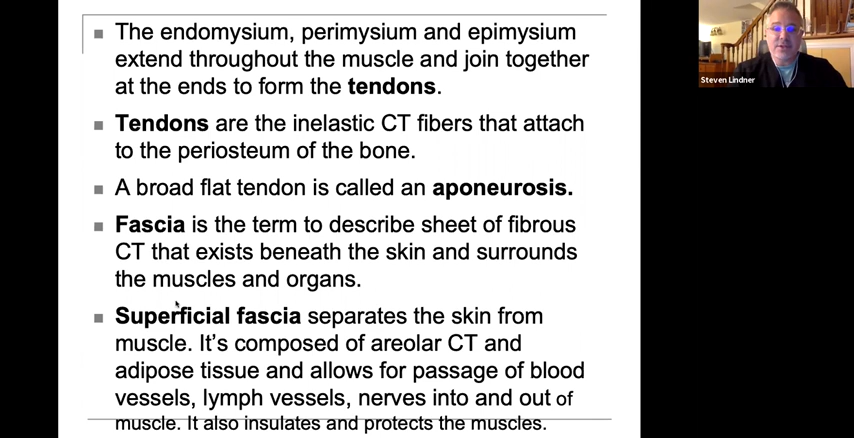 The endomysium, perimysium and epimysium
extend throughout the muscle and join together
at the ends to form the tendons.
Tendons are the inelastic CT fibers that attach
to the periosteum of the bone.
A broad flat tendon is called an aponeurosis.
Fascia is the term to describe sheet of fibrous
CT that exists beneath the skin and surrounds
the muscles and organs.
Superficial fascia separates the skin from
muscle. It’s composed of areolar CT and
adipose tissue and allows for passage of blood
vessels, lymph vessels, nerves into and out of
muscle. It also insulates and protects the muscles.
Steven Lindner